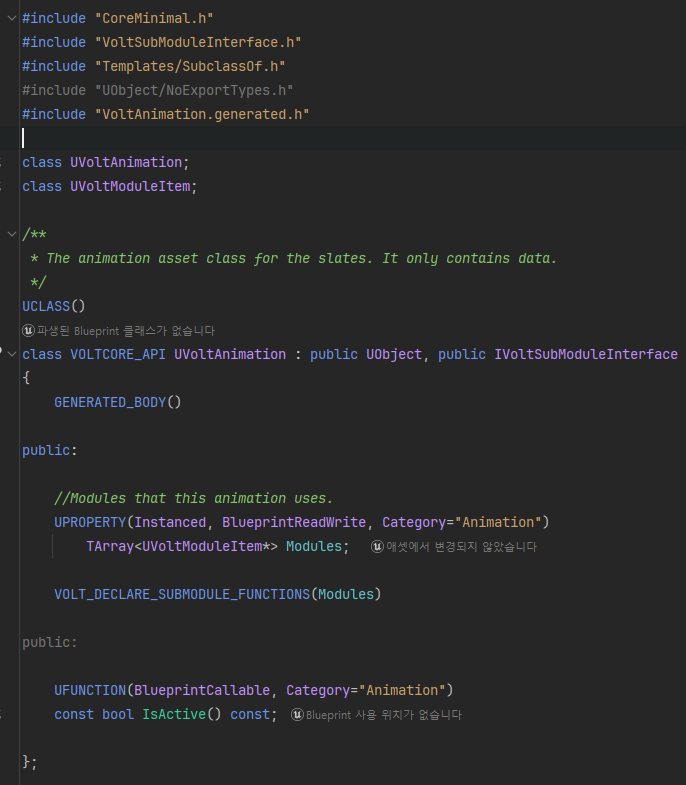 #include "CoreMinimal.h"
#include "VoltSubModuleInterface.h"
#include "Templates/SubclassOf.h"
#include "UObject/NoExportTypes.h"
#include "VoltAnimation.generated.h"
class UVoltAnimation;
class UVoltModuleItem;
/**
* The animation asset class for the slates. It only contains data.
*/
UCLASS()
파생된 Blueprint 클래스가 없습니다
class VOLTCORE_API UVoltAnimation : public UObject, public IVoltSubModuleInterface
{
GENERATED_BODY()
public:
//Modules that this animation uses.
UPROPERTY(Instanced, BlueprintReadWrite, Category="Animation")
TArray<UVoltModuleItem*> Modules; 애셋에서 변경되지 않았습니다
VOLT_DECLARE_SUBMODULE_FUNCTIONS(Modules)
public:
UFUNCTION(BlueprintCallable, Category="Animation")
const bool IsActive() const; Blueprint 사용 위치가 없습니다
};